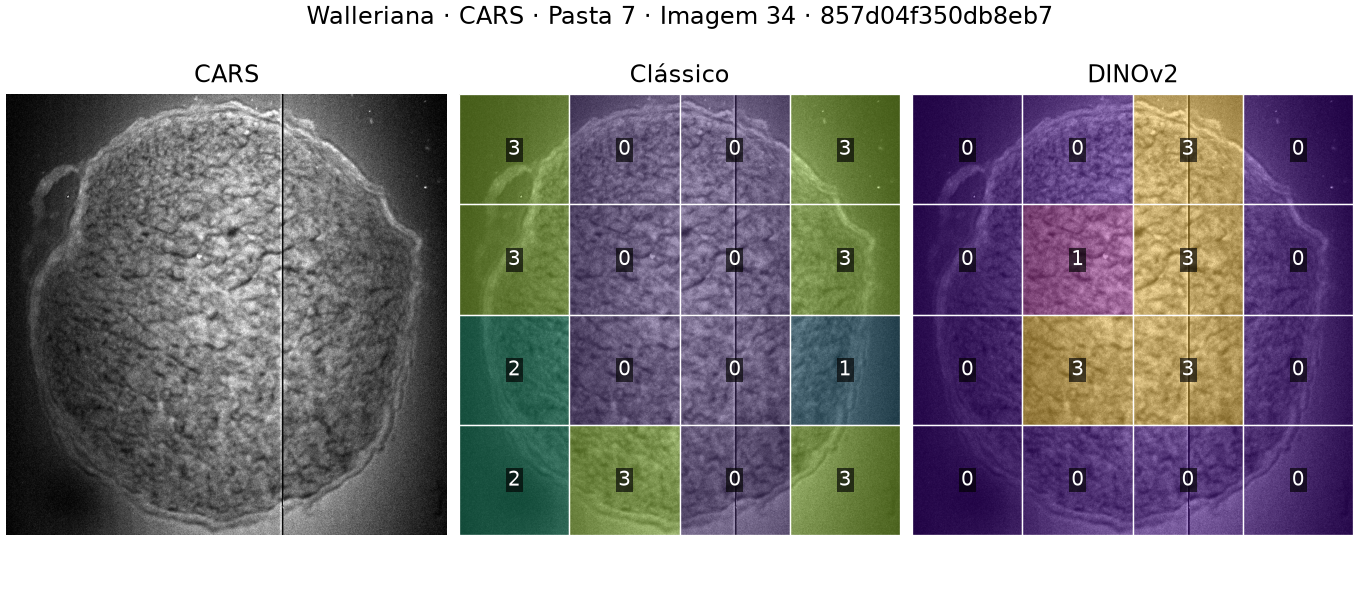 Walleriana · CARS · Pasta 7 · Imagem 34 · 857d04f350db8eb7
CARS
Clássico
DINOv2
3 0 0 3
0 0 3 0
3 0 0 3
0 1 3 0
2 0 0 1
0 3 3 0
2 3 0 3
0 0 0 0